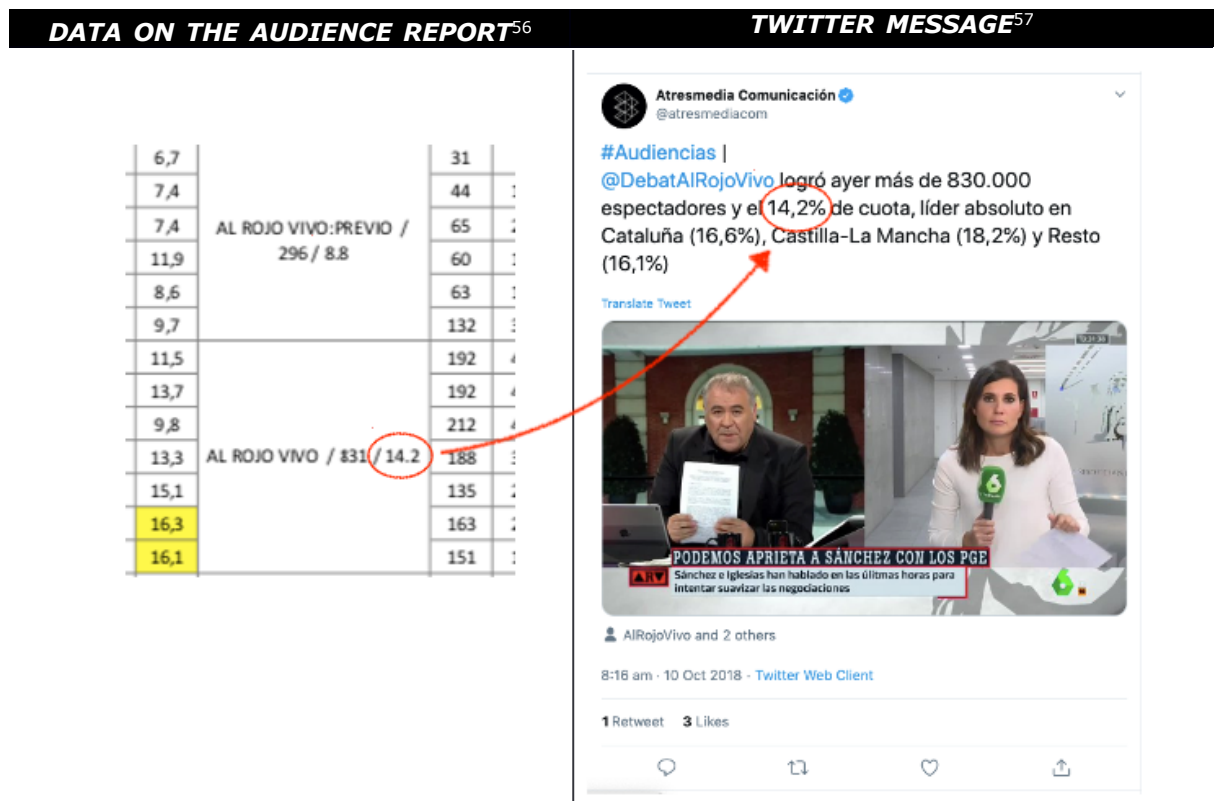 DATA ON THE AUDIENCE REPORT56
TWITTER MESSAGE57
6,7
31
7,4
44
7,4
AL ROJO VIVO:PREVIO /
65
11,9
296 / 8.8
60
8,6
63
9,7
132
11,5
192
13,7
192
9,8
212
13,3
AL ROJO VIVO / 831 / 14.2
188
15,1
135
16,3
163
16,1
151
Atresmedia Comunicación
@atresmediacom
#Audiencias |
@DebatAlRojoVivo logró ayer más de 830.000
espectadores y el 14,2% de cuota, líder absoluto en
Cataluña (16,6%), Castilla-La Mancha (18,2%) y Resto
(16,1%)
Translate Tweet
6
PODEMOS APRIETA A SÁNCHEZ CON LOS PGE
ARV
Sánchez e Iglesias han hablado en las úlitmas horas para
intentar suavizar las negociaciones
6
AlRojoVivo and 2 others
8:16 am · 10 Oct 2018 · Twitter Web Client
1 Retweet 3 Likes